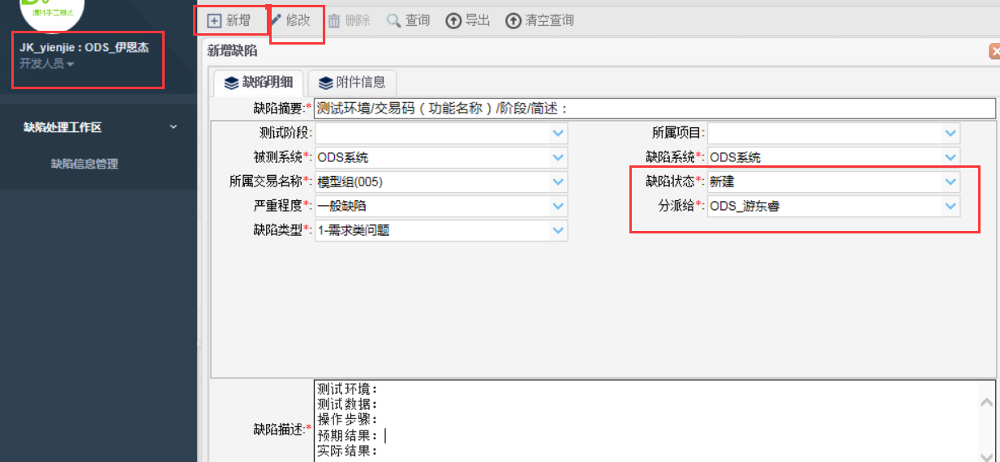 博科手工测试
新增 修改 删除 查询 导出 清空查询
JK_yienjie : ODS_伊恩杰
开发人员
新增缺陷
缺陷明细 附件信息
缺陷摘要:* 测试环境/交易码（功能名称）/阶段/简述：
测试阶段: 所属项目:
缺陷处理工作区
被测系统*: ODS系统 缺陷系统*: ODS系统
缺陷信息管理
所属交易名称*: 模型组(005) 缺陷状态*: 新建
严重程度*: 一般缺陷 分派给*: ODS_游东睿
缺陷类型*: 1-需求类问题
缺陷描述:*
测试环境：
测试数据：
操作步骤：
预期结果：
实际结果：